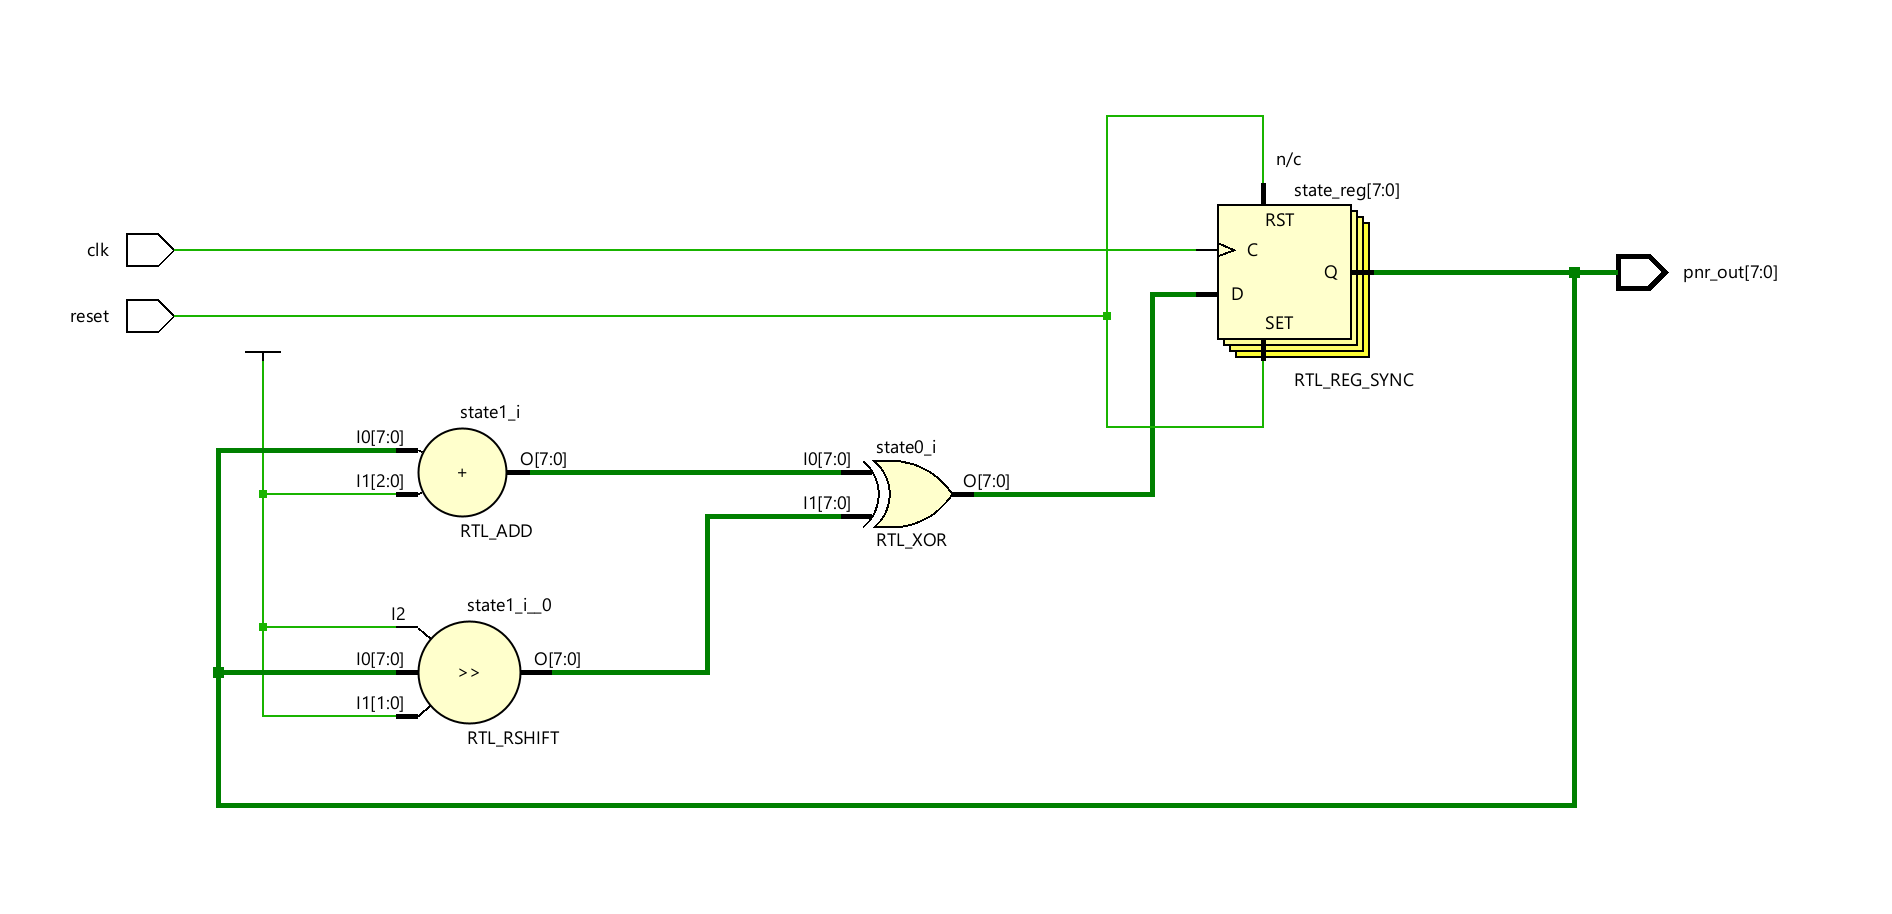 n/c
state_reg[7:0]
RST
clk
C
Q
pnr_out[7:0]
D
reset
SET
RTL_REG_SYNC
state1_i
I0[7:0]
+
O[7:0]
I1[2:0]
RTL_ADD
state0_i
I0[7:0]
O[7:0]
I1[7:0]
RTL_XOR
state1_i__0
I2
I0[7:0]
>>
O[7:0]
I1[1:0]
RTL_RSHIFT